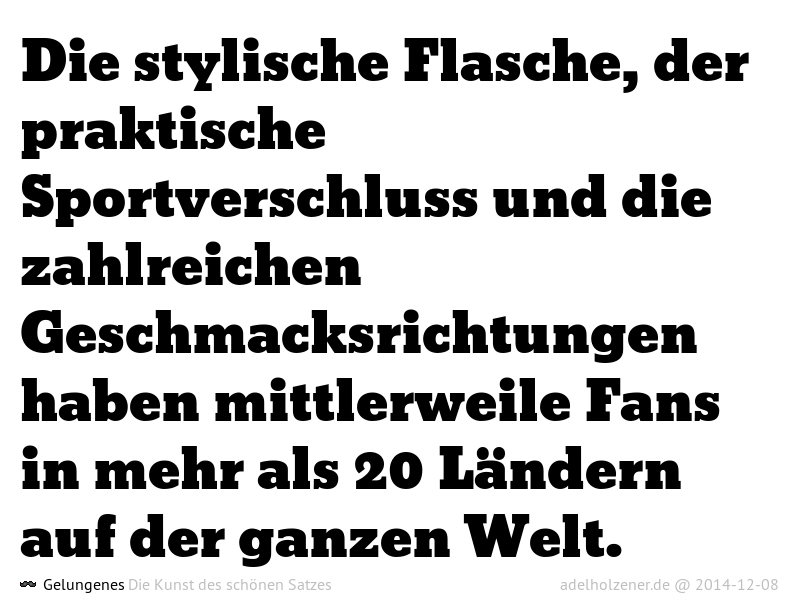 Die stylische Flasche, der
praktische
Sportverschluss und die
zahlreichen
Geschmacksrichtungen
haben mittlerweile Fans
in mehr als 20 Ländern
auf der ganzen Welt.
Gelungenes Die Kunst des schönen Satzes adelholzener.de @ 2014-12-08